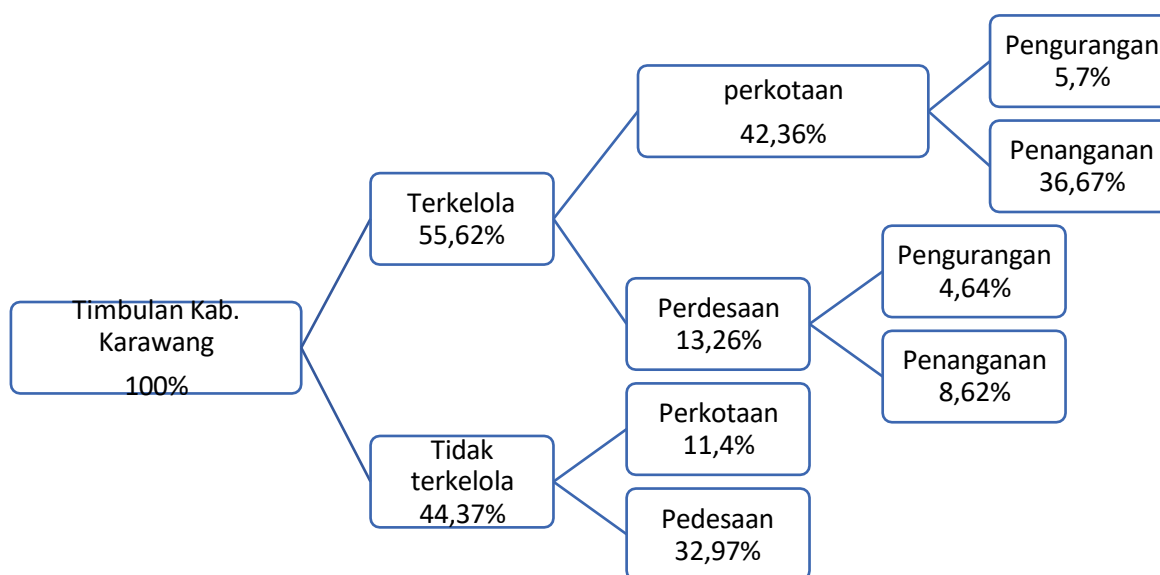 Timbulan Kab.
Karawang
100%
Terkelola
55,62%
perkotaan
42,36%
Pengurangan
5,7%
Penanganan
36,67%
Perdesaan
13,26%
Pengurangan
4,64%
Penanganan
8,62%
Tidak
terkelola
44,37%
Perkotaan
11,4%
Pedesaan
32,97%